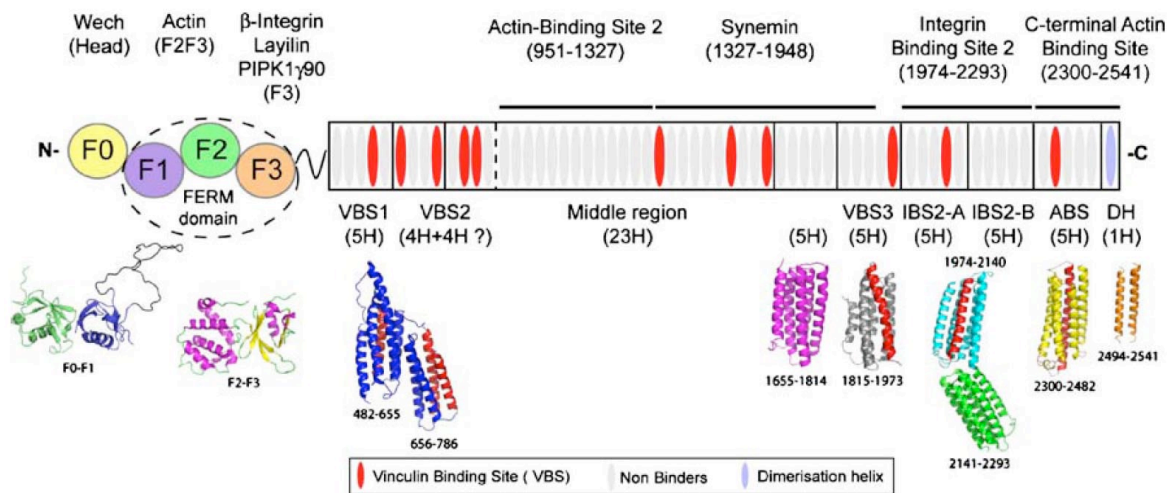 Wech
(Head)
Actin
(F2F3)
β-Integrin
Layilin
PIPK1γ90
(F3)
Actin-Binding Site 2
(951-1327)
Synemin
(1327-1948)
Integrin
Binding Site 2
(1974-2293)
C-terminal Actin
Binding Site
(2300-2541)
N-
F0
F1
F2
F3
FERM
domain
-C
VBS1
(5H)
VBS2
(4H+4H ?)
Middle region
(23H)
(5H)
VBS3
(5H)
IBS2-A
(5H)
IBS2-B
(5H)
ABS
(5H)
DH
(1H)
F0-F1
F2-F3
482-655
656-786
1655-1814
1815-1973
1974-2140
2141-2293
2300-2482
2494-2541
Vinculin Binding Site ( VBS)
Non Binders
Dimerisation helix